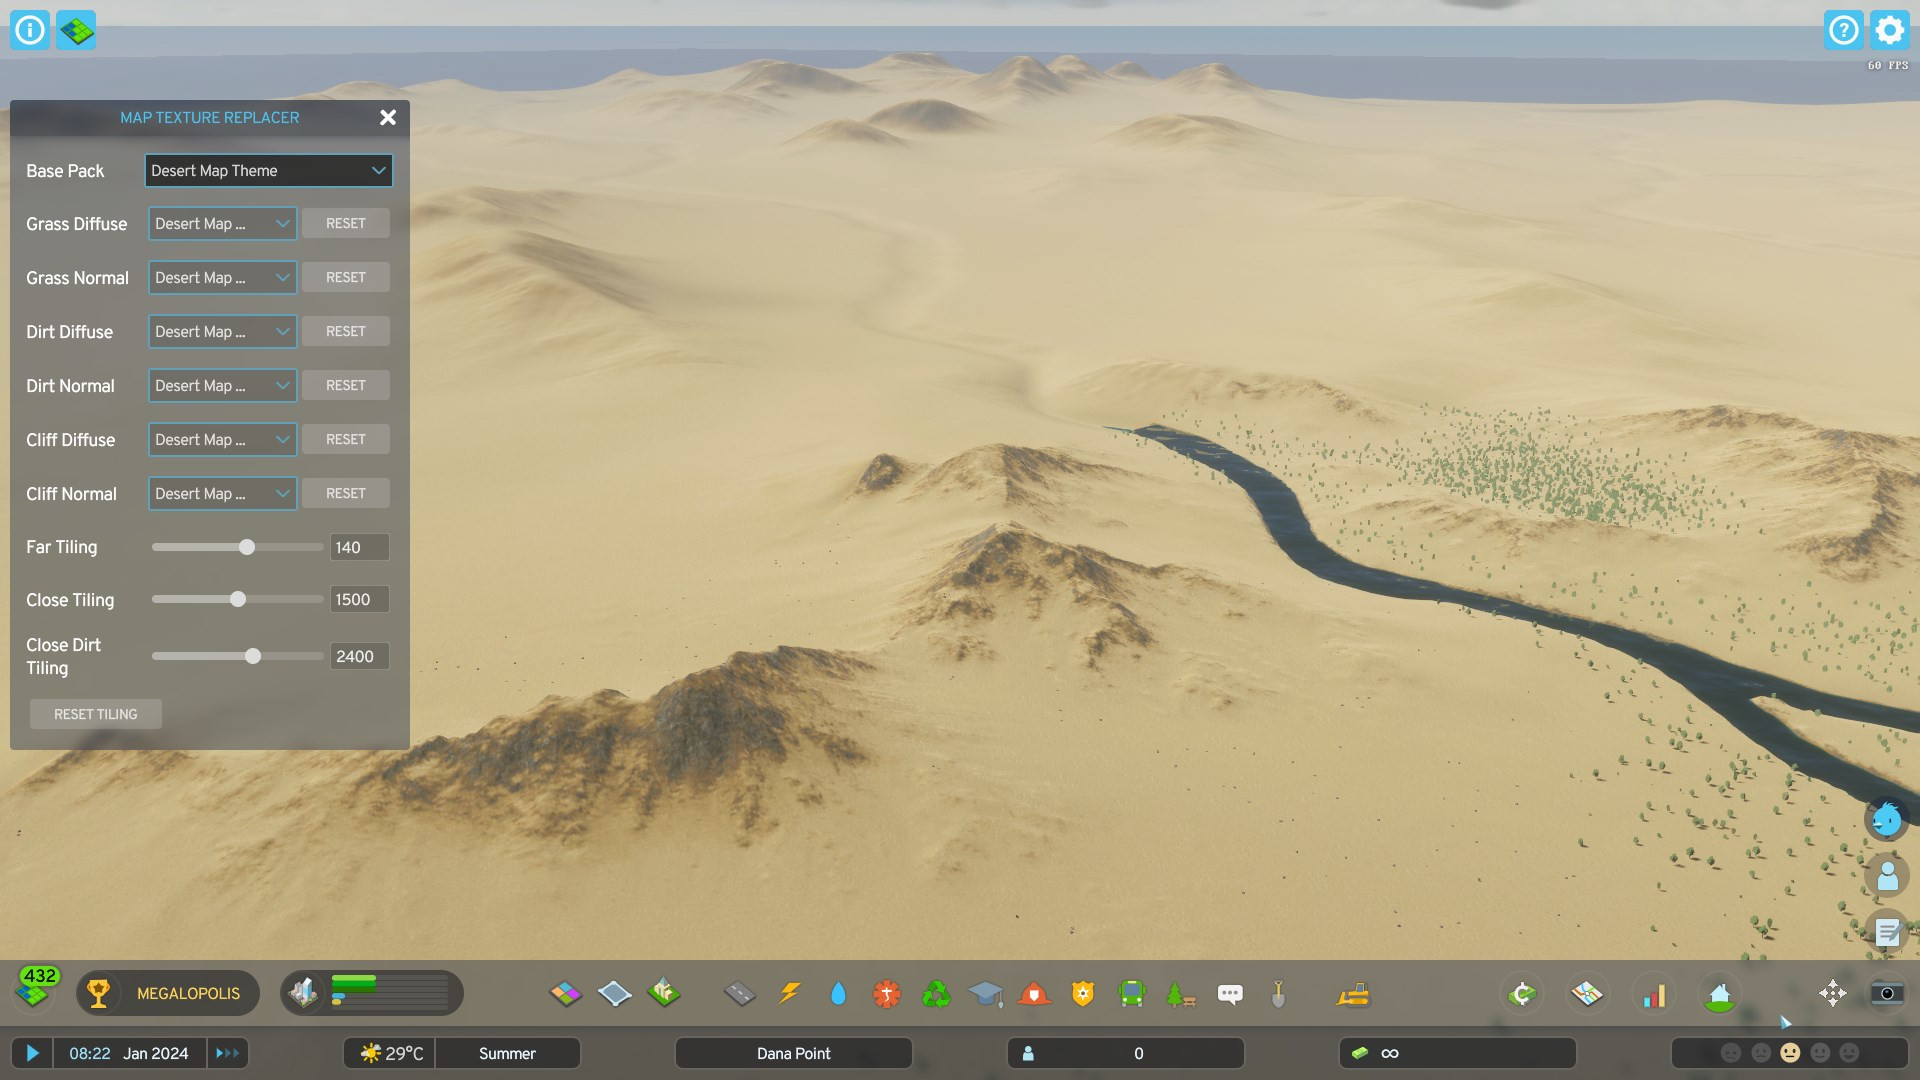 60 FPS
MAP TEXTURE REPLACER
Base Pack Desert Map Theme
Grass Diffuse Desert Map ... RESET
Grass Normal Desert Map ... RESET
Dirt Diffuse Desert Map ... RESET
Dirt Normal Desert Map ... RESET
Cliff Diffuse Desert Map ... RESET
Cliff Normal Desert Map ... RESET
Far Tiling 140
Close Tiling 1500
Close Dirt
Tiling 2400
RESET TILING
432
MEGALOPOLIS
08:22 Jan 2024 29°C Summer Dana Point 0 ∞